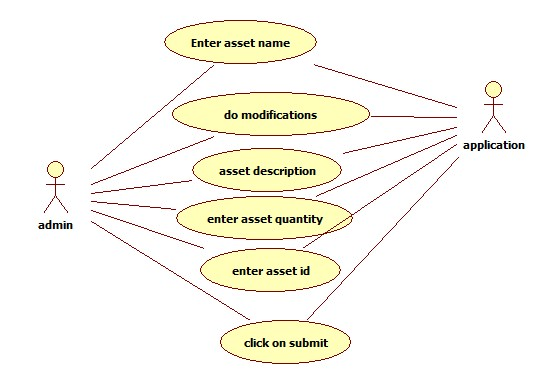 Enter asset name
do modifications
application
asset description
enter asset quantity
admin
enter asset id
click on submit